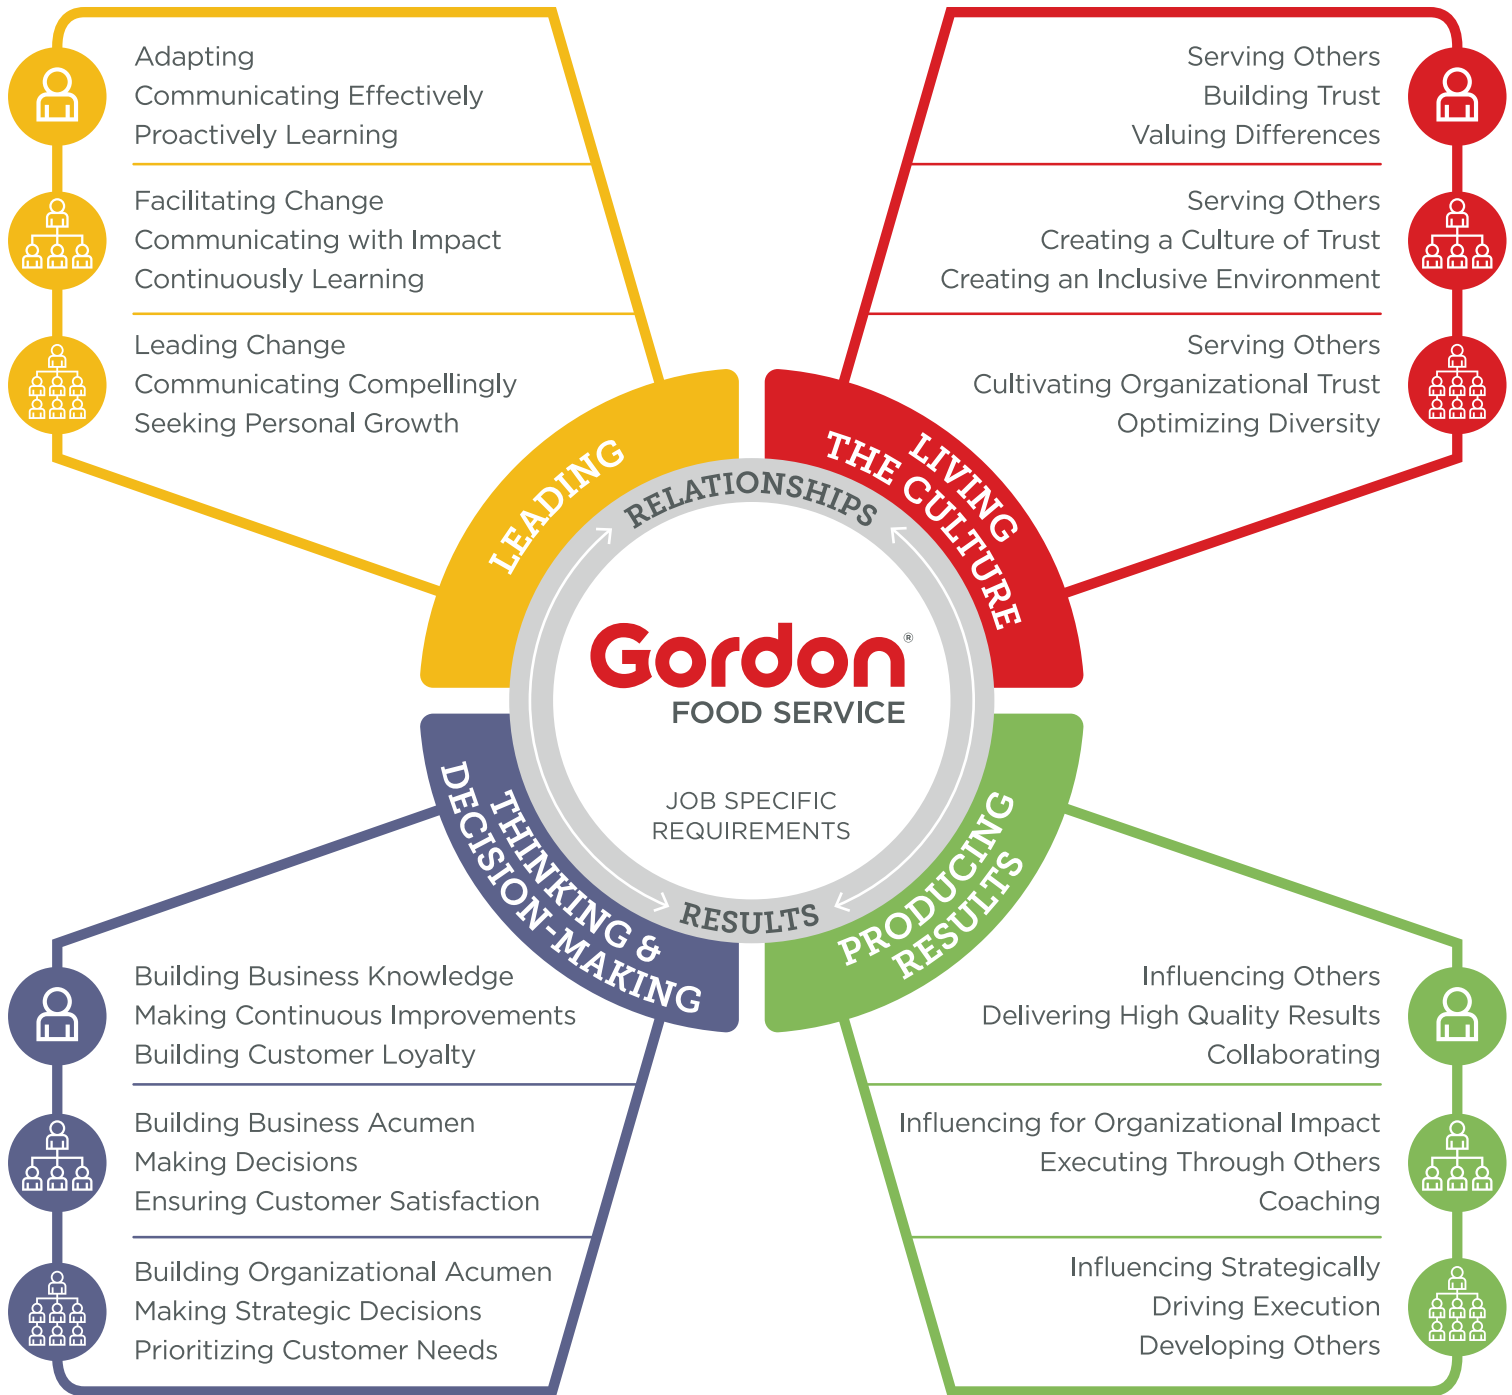 Adapting
Communicating Effectively
Proactively Learning
Facilitating Change
Communicating with Impact
Continuously Learning
Leading Change
Communicating Compellingly
Seeking Personal Growth
Serving Others
Building Trust
Valuing Differences
Serving Others
Creating a Culture of Trust
Creating an Inclusive Environment
Serving Others
Cultivating Organizational Trust
Optimizing Diversity
LEADING
LIVING
THE CULTURE
RELATIONSHIPS
Gordon®
FOOD SERVICE
JOB SPECIFIC
REQUIREMENTS
RESULTS
THINKING &
DECISION-MAKING
PRODUCING
RESULTS
Building Business Knowledge
Making Continuous Improvements
Building Customer Loyalty
Building Business Acumen
Making Decisions
Ensuring Customer Satisfaction
Building Organizational Acumen
Making Strategic Decisions
Prioritizing Customer Needs
Influencing Others
Delivering High Quality Results
Collaborating
Influencing for Organizational Impact
Executing Through Others
Coaching
Influencing Strategically
Driving Execution
Developing Others